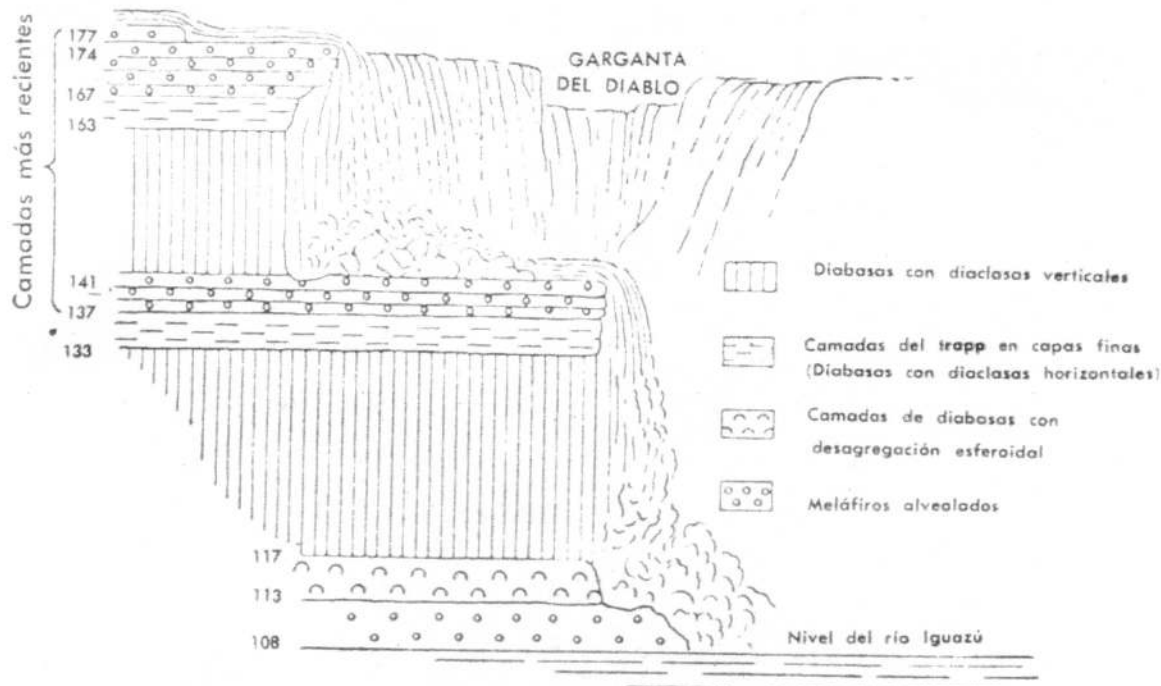 Camadas más recientes
177
174
167
153
141
137
133
117
113
108
GARGANTA
DEL DIABLO
Diabasas con diaclasas verticales
Camadas del trapp en capas finas
(Diabasas con diaclasas horizontales)
Camadas de diabasas con
desagregación esferoidal
Meláfiros alvealados
Nivel del río Iguazú